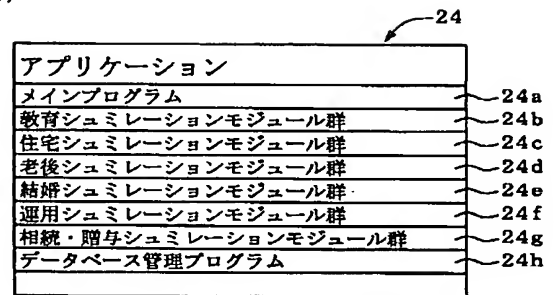 24
アプリケーション
メインプログラム 24a
教育シュミレーションモジュール群 24b
住宅シュミレーションモジュール群 24c
老後シュミレーションモジュール群 24d
結婚シュミレーションモジュール群 24e
運用シュミレーションモジュール群 24f
相続・贈与シュミレーションモジュール群 24g
データベース管理プログラム 24h